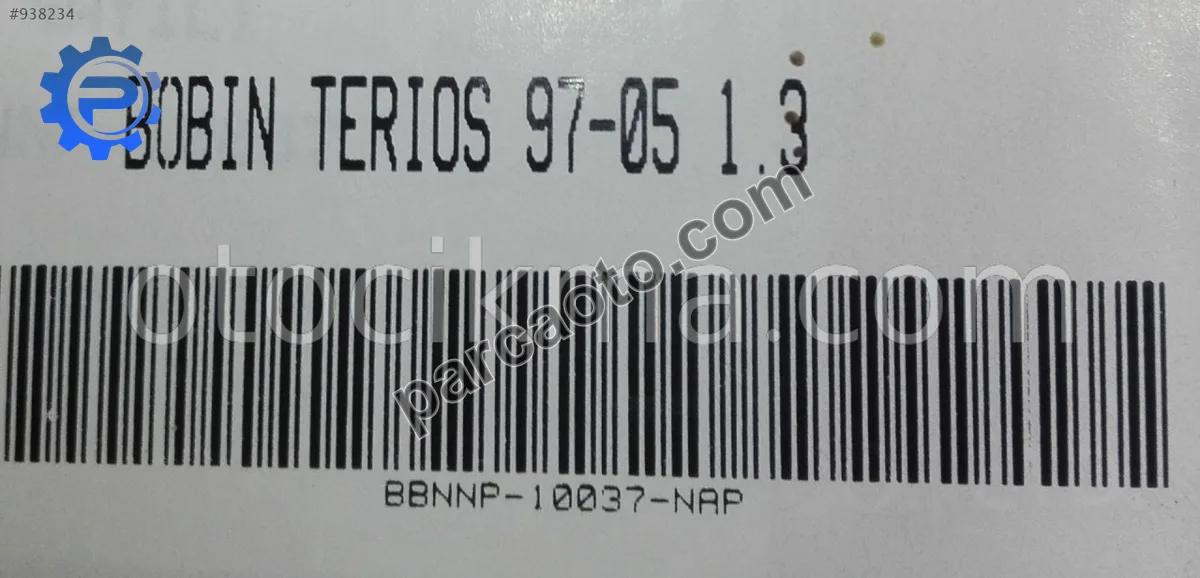 #938234
BOBIN TERIOS 97-05 1.3
otocikma.com
parcaoto.com
BBNNP-10037-NAP